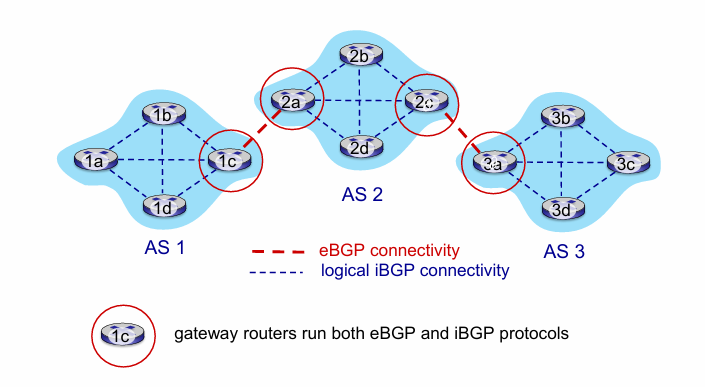 2b
2a
2c
2d
AS 2
1b
1a
1c
1d
AS 1
3b
3a
3c
3d
AS 3
eBGP connectivity
logical iBGP connectivity
1c
gateway routers run both eBGP and iBGP protocols